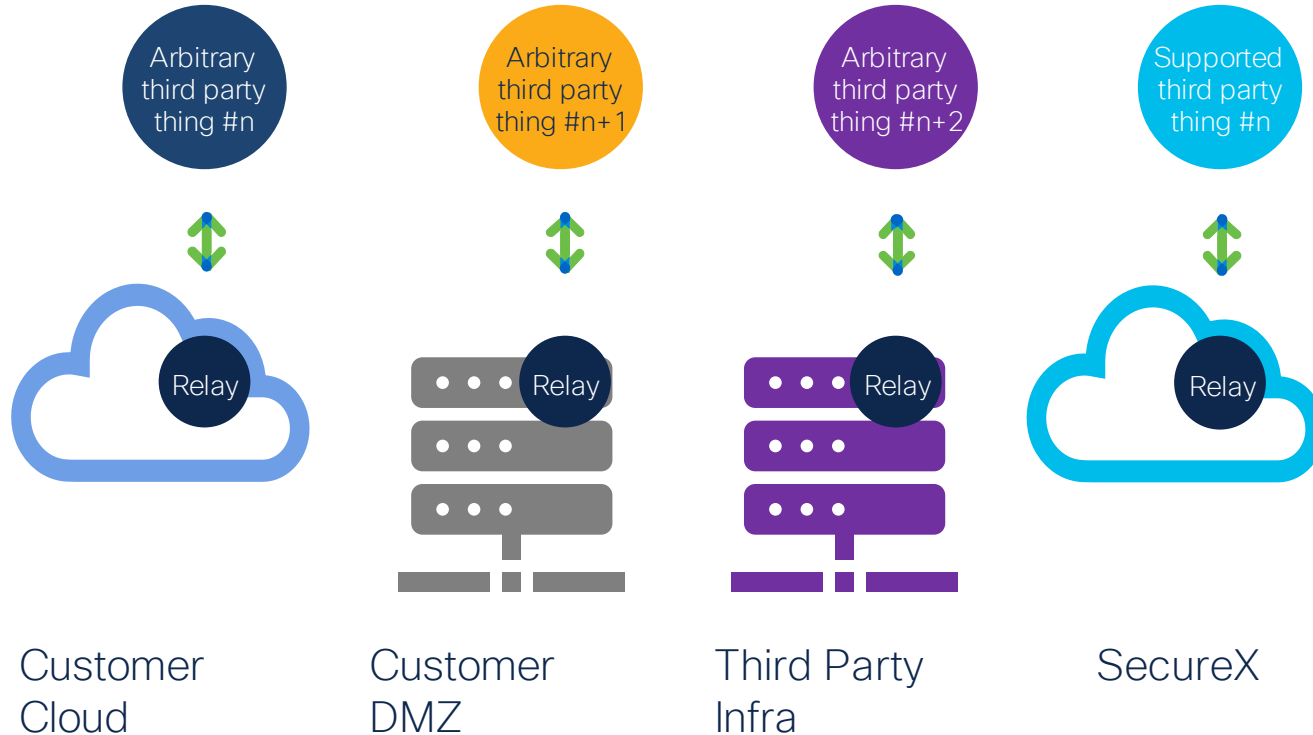 Arbitrary
third party
thing #n
Arbitrary
third party
thing #n+1
Arbitrary
third party
thing #n+2
Supported
third party
thing #n
Relay
Relay
Relay
Relay
Customer
Cloud
Customer
DMZ
Third Party
Infra
SecureX